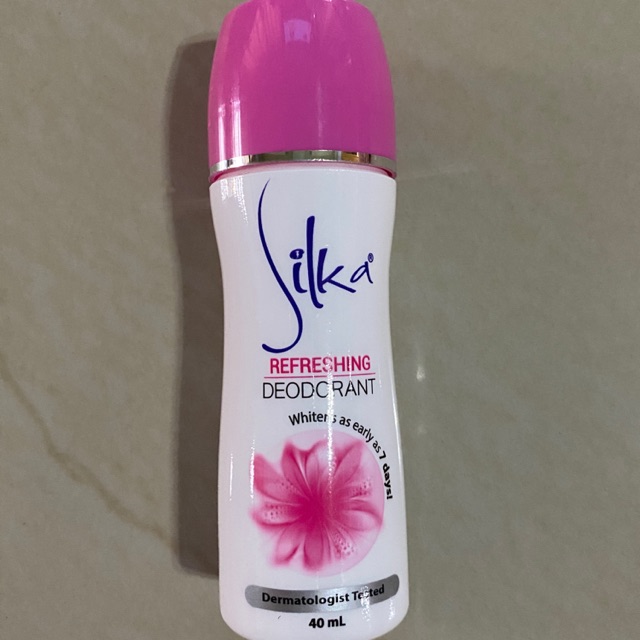 Silka®
REFRESHING
DEODORANT
Whitens as early as 7 days!
Dermatologist Tested
40 mL